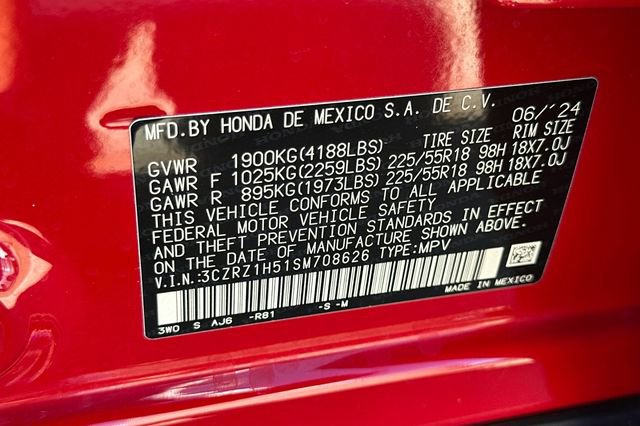 MFD.BY HONDA DE MEXICO S.A. DE C.V. 06/'24
TIRE SIZE RIM SIZE
GVWR 1900KG(4188LBS)
GAWR F 1025KG(2259LBS) 225/55R18 98H 18X7.0J
GAWR R 895KG(1973LBS) 225/55R18 98H 18X7.0J
THIS VEHICLE CONFORMS TO ALL APPLICABLE
FEDERAL MOTOR VEHICLE SAFETY
AND THEFT PREVENTION STANDARDS IN EFFECT
ON THE DATE OF MANUFACTURE SHOWN ABOVE.
V.I.N.:3CZRZ1H51SM708626 TYPE:MPV
MADE IN MEXICO
3W0 S AJ6 -R81 -S -M